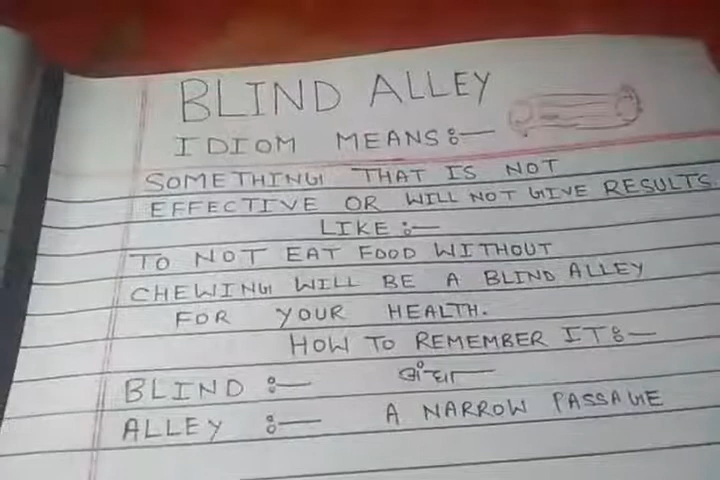 BLIND ALLEY
IDIOM MEANS:—
SOMETHING THAT IS NOT
EFFECTIVE OR WILL NOT GIVE RESULTS.
LIKE:—
TO NOT EAT FOOD WITHOUT
CHEWING WILL BE A BLIND ALLEY
FOR YOUR HEALTH.
HOW TO REMEMBER IT:—
BLIND :— अंधा
ALLEY :— A NARROW PASSAGE